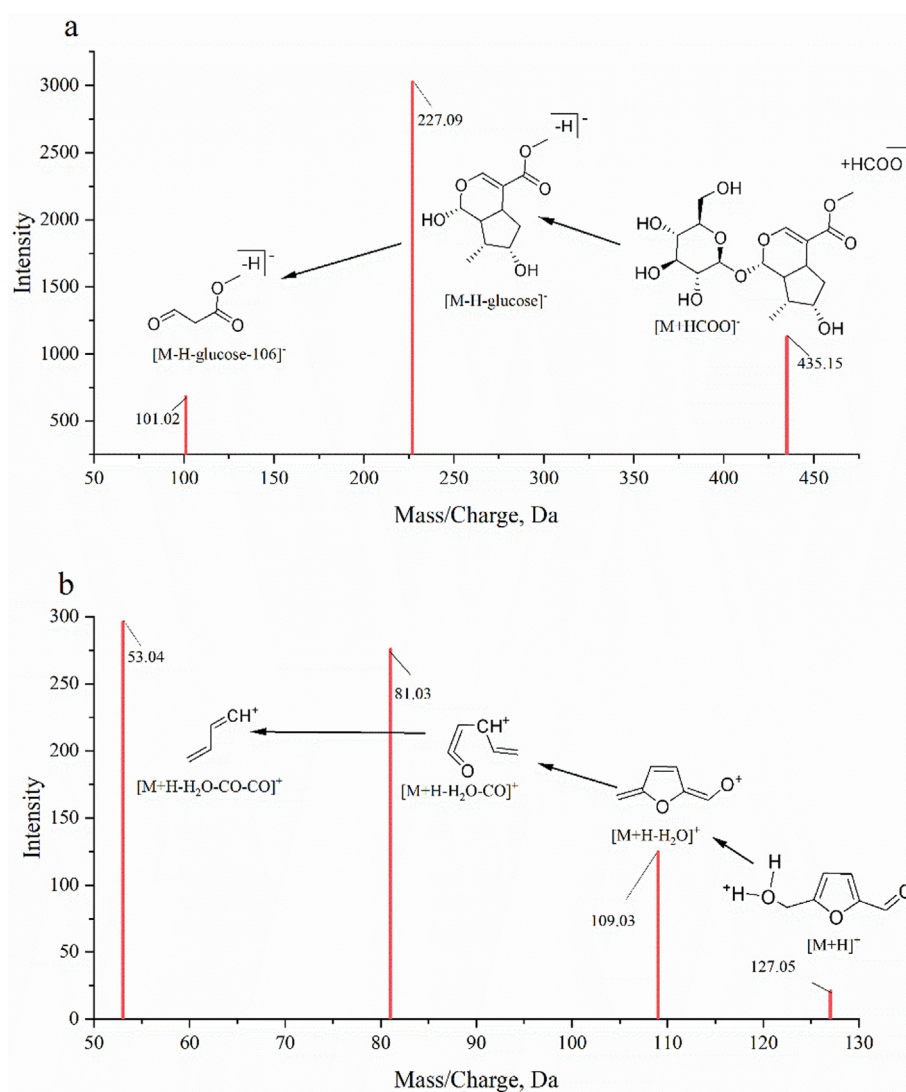 a
3000
2500
2000
1500
1000
500
Intensity
227.09
-H
-
O
O
O
HO
OH
[M-H-glucose]-
+HCOO
OH
HO
HO
OH
O
O
O
O
O
OH
[M+HCOO]-
435.15
-H
-
O
O
O
[M-H-glucose-106]-
101.02
50 100 150 200 250 300 350 400 450
Mass/Charge, Da
b
300
250
200
150
100
50
0
Intensity
53.04
81.03
CH+
[M+H-H2O-CO-CO]+
CH+
O
[M+H-H2O-CO]+
O+
O
[M+H-H2O]+
H
+H
O
O
O
[M+H]+
109.03
127.05
50 60 70 80 90 100 110 120 130
Mass/Charge, Da